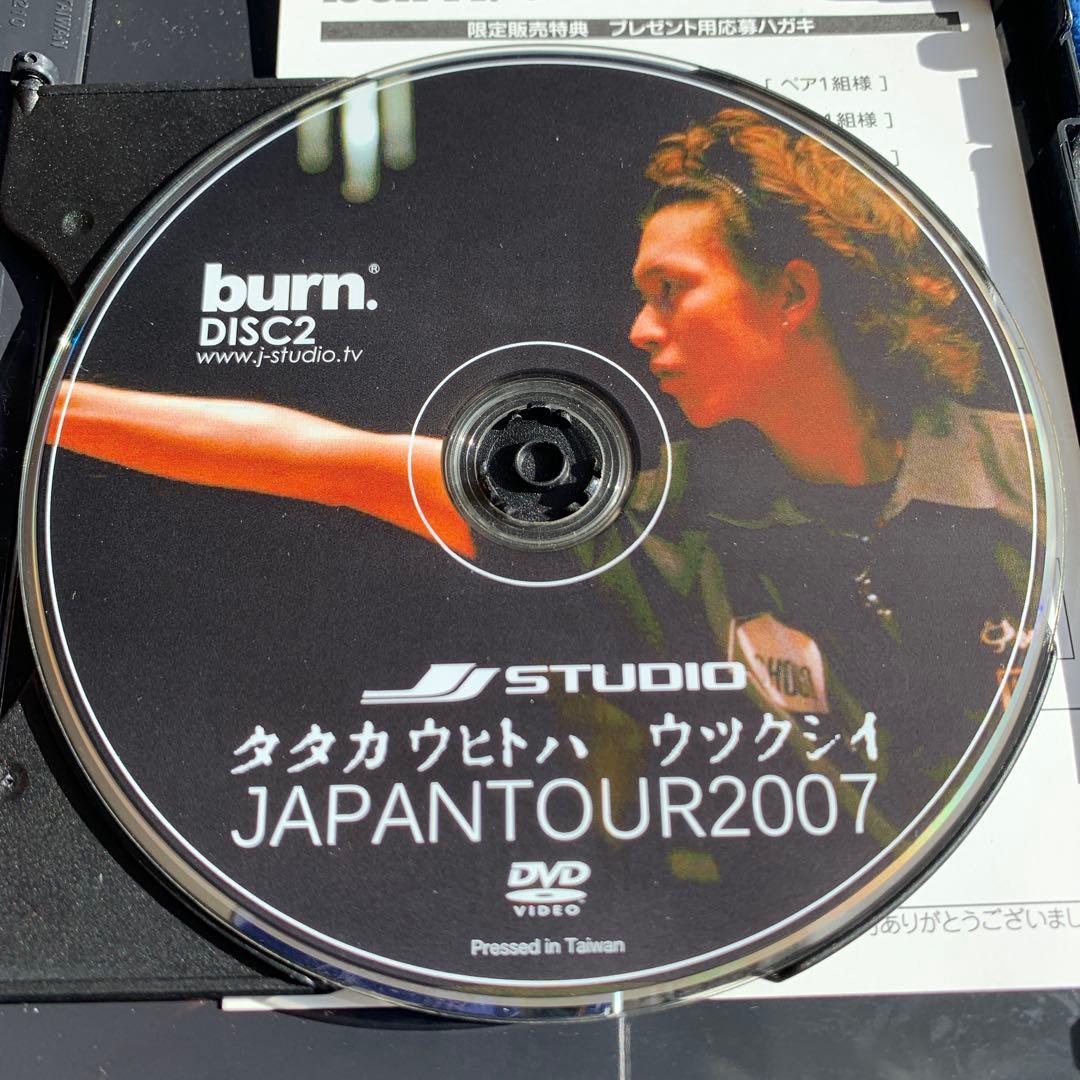 限定販売特典 プレゼント用応募ハガキ
[ ペア1組様 ]
組様 ]
]
burn.®
DISC2
www.j-studio.tv
STUDIO
タタカウヒトハ ウツクシイ
JAPANTOUR2007
DVD
VIDEO
Pressed in Taiwan
ありがとうございまし